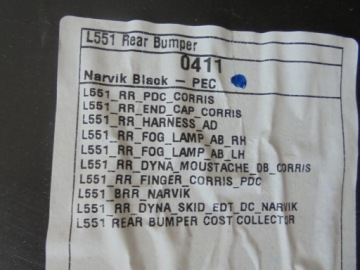 L551 Rear Bumper
0411
Narvik Black - PEC
L551_RR_PDC_CORRIS
L551_RR_END_CAP_CORRIS
L551_RR_HARNESS_AD
L551_RR_FOG_LAMP_AB_RH
L551_RR_FOG_LAMP_AB_LH
L551_RR_DYNA_MOUSTACHE_DB_CORRIS
L551_RR_FINGER_CORRIS_PDC
L551_BRR_NARVIK
L551_RR_DYNA_SKID_EDT_DC_NARVIK
L551 REAR BUMPER COST COLLECTOR